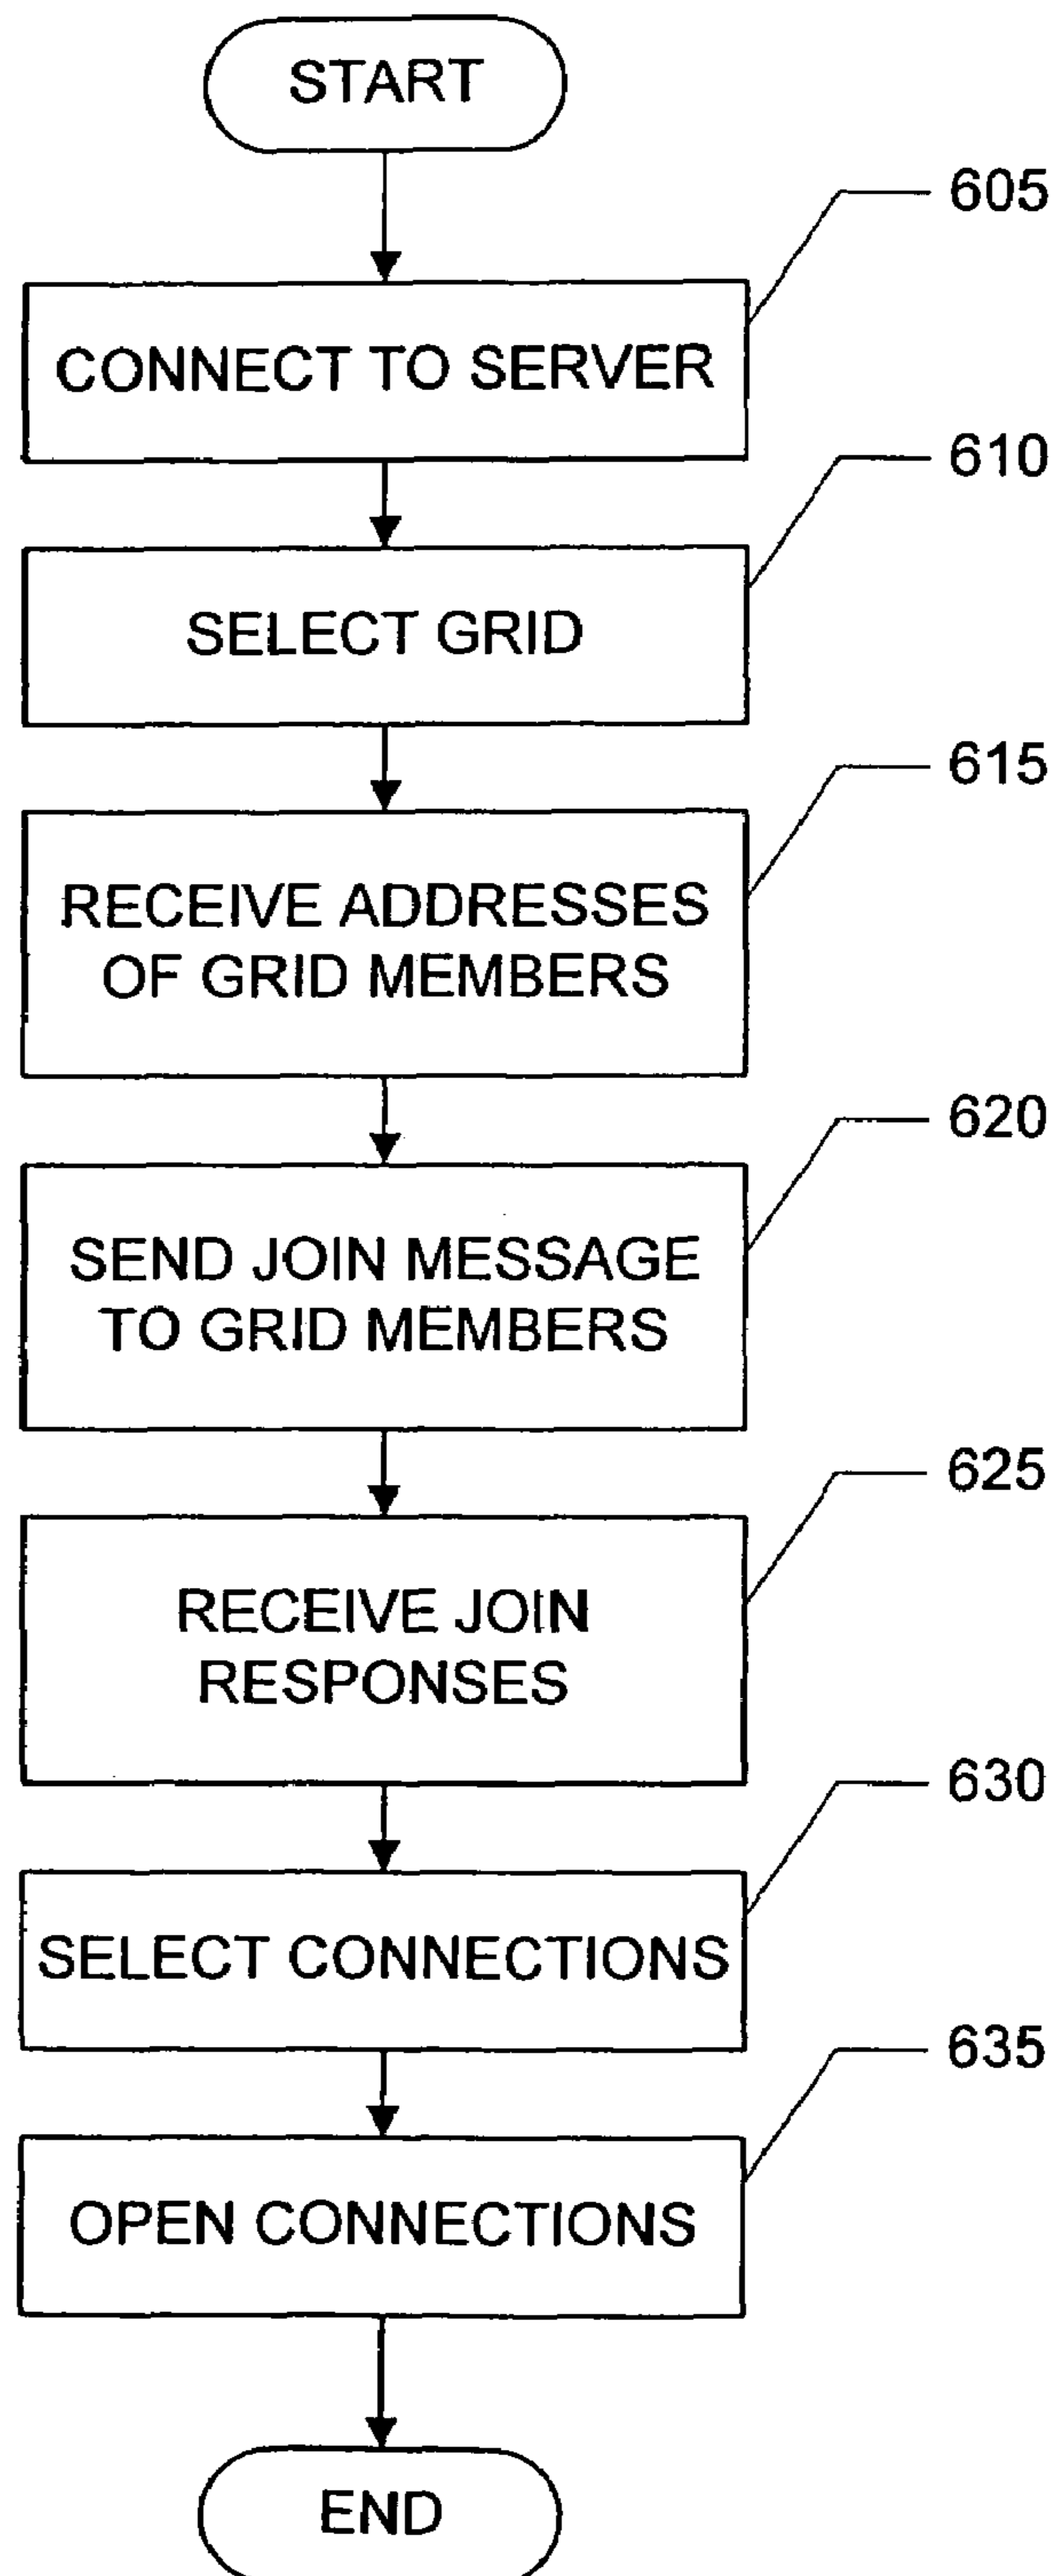 START
605
CONNECT TO SERVER
610
SELECT GRID
615
RECEIVE ADDRESSES
OF GRID MEMBERS
620
SEND JOIN MESSAGE
TO GRID MEMBERS
625
RECEIVE JOIN
RESPONSES
630
SELECT CONNECTIONS
635
OPEN CONNECTIONS
END